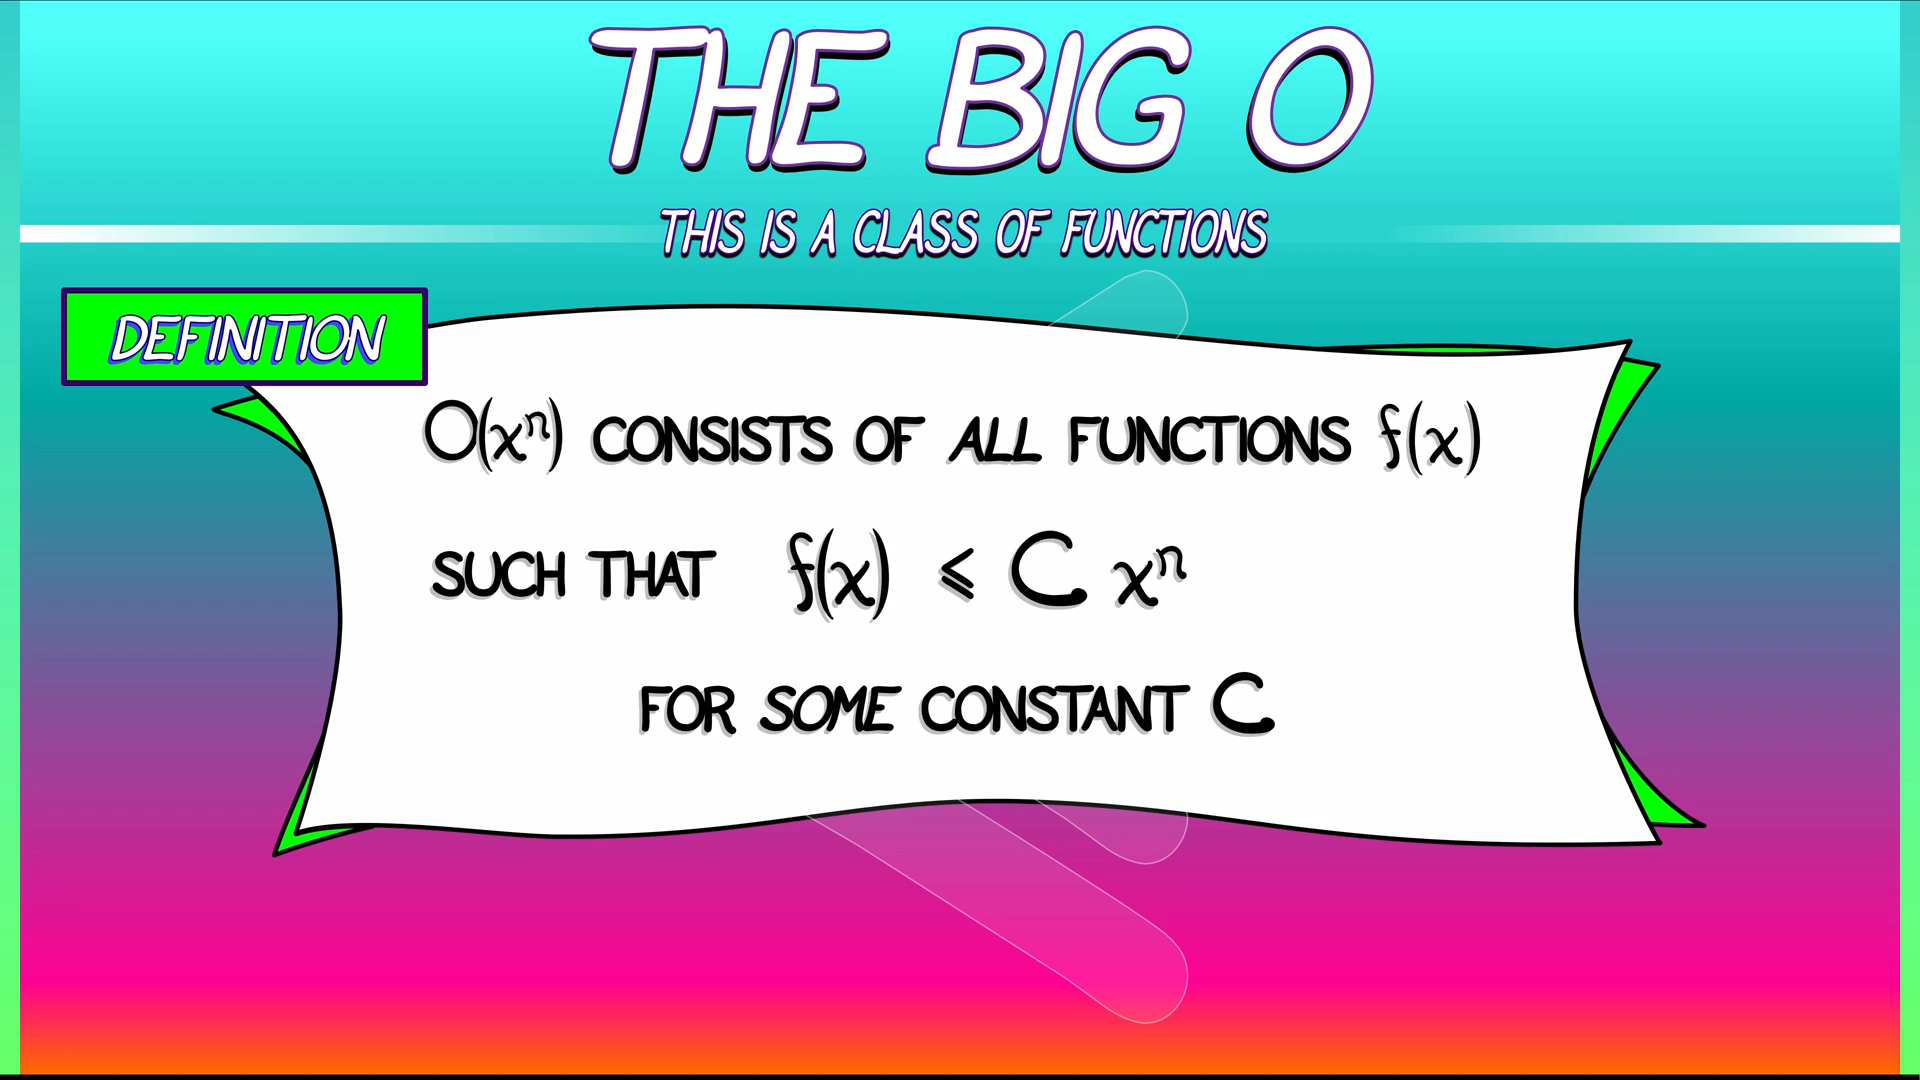 THE BIG O
THIS IS A CLASS OF FUNCTIONS
DEFINITION
O(xⁿ) CONSISTS OF ALL FUNCTIONS f(x)
SUCH THAT f(x) ⩽ C xⁿ
FOR SOME CONSTANT C